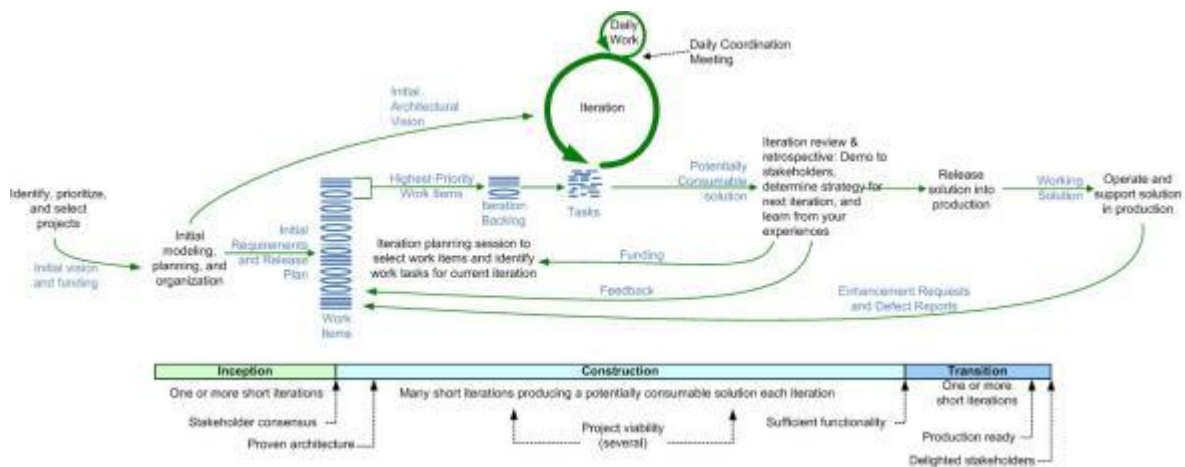 Daily
Work
Daily Coordination
Meeting
Initial
Architectural
Vision
Iteration
Identify, prioritize,
and select
projects
Initial vision
and funding
Initial
modeling,
planning, and
organization
Initial
Requirements
and Release
Plan
Work
Items
Highest-Priority
Work Items
Iteration
Backlog
Tasks
Potentially
Consumable
solution
Iteration review &
retrospective: Demo to
stakeholders,
determine strategy for
next iteration, and
learn from your
experiences
Release
solution into
production
Working
Solution
Operate and
support solution
in production
Iteration planning session to
select work items and identify
work tasks for current iteration
Funding
Feedback
Enhancement Requests
and Defect Reports
Inception
Construction
Transition
One or more short iterations
Many short iterations producing a potentially consumable solution each iteration
One or more
short iterations
Stakeholder consensus
Proven architecture
Project viability
(several)
Sufficient functionality
Production ready
Delighted stakeholders